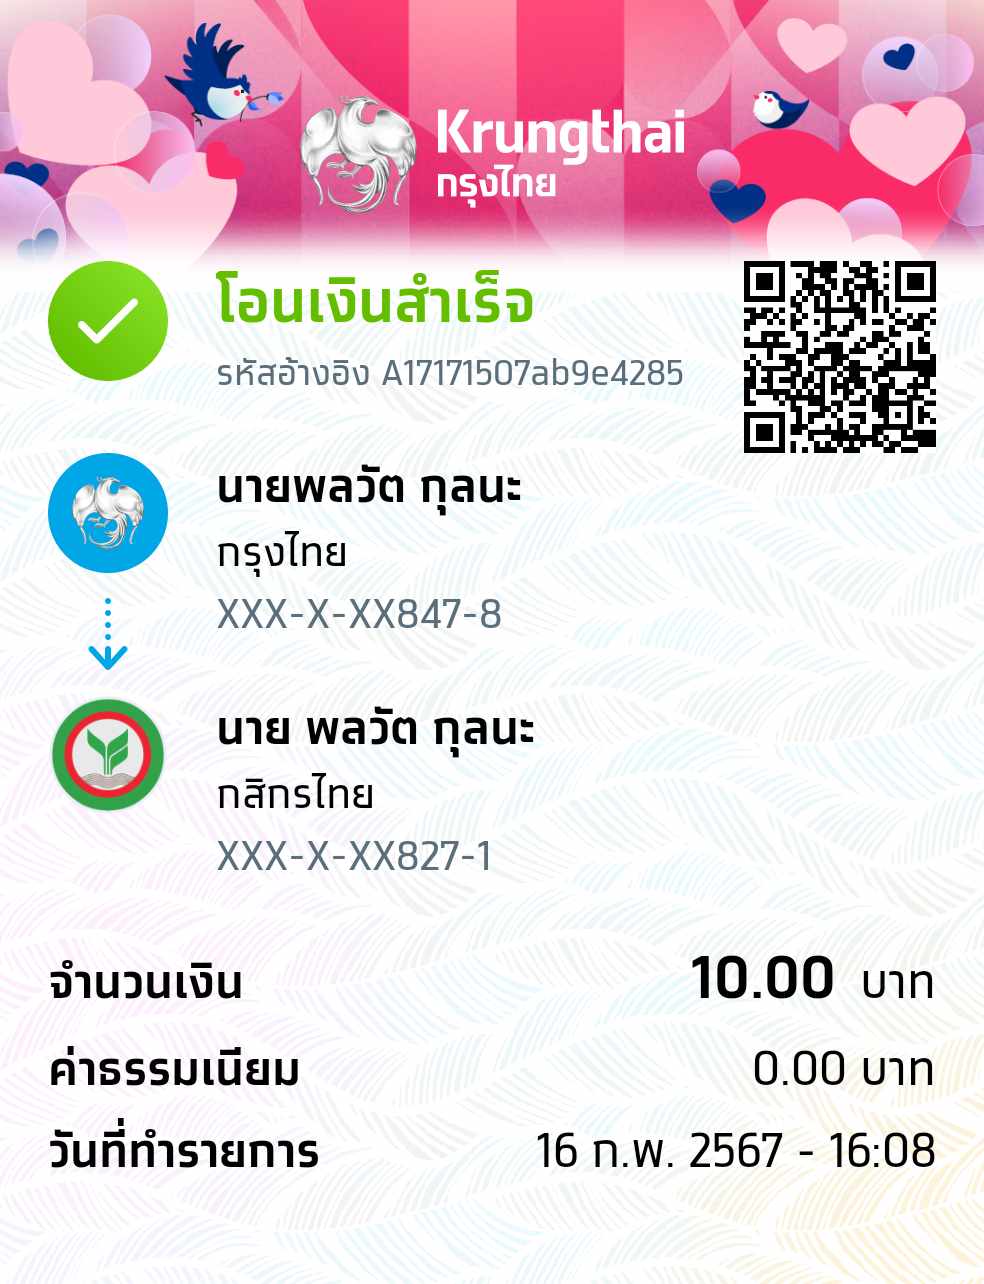 Krungthai
กรุงไทย
โอนเงินสำเร็จ
รหัสอ้างอิง A17171507ab9e4285
นายพลวัต กุลนะ
กรุงไทย
XXX-X-XX847-8
นาย พลวัต กุลนะ
กสิกรไทย
XXX-X-XX827-1
จำนวนเงิน 10.00 บาท
ค่าธรรมเนียม 0.00 บาท
วันที่ทำรายการ 16 ก.พ. 2567 - 16:08